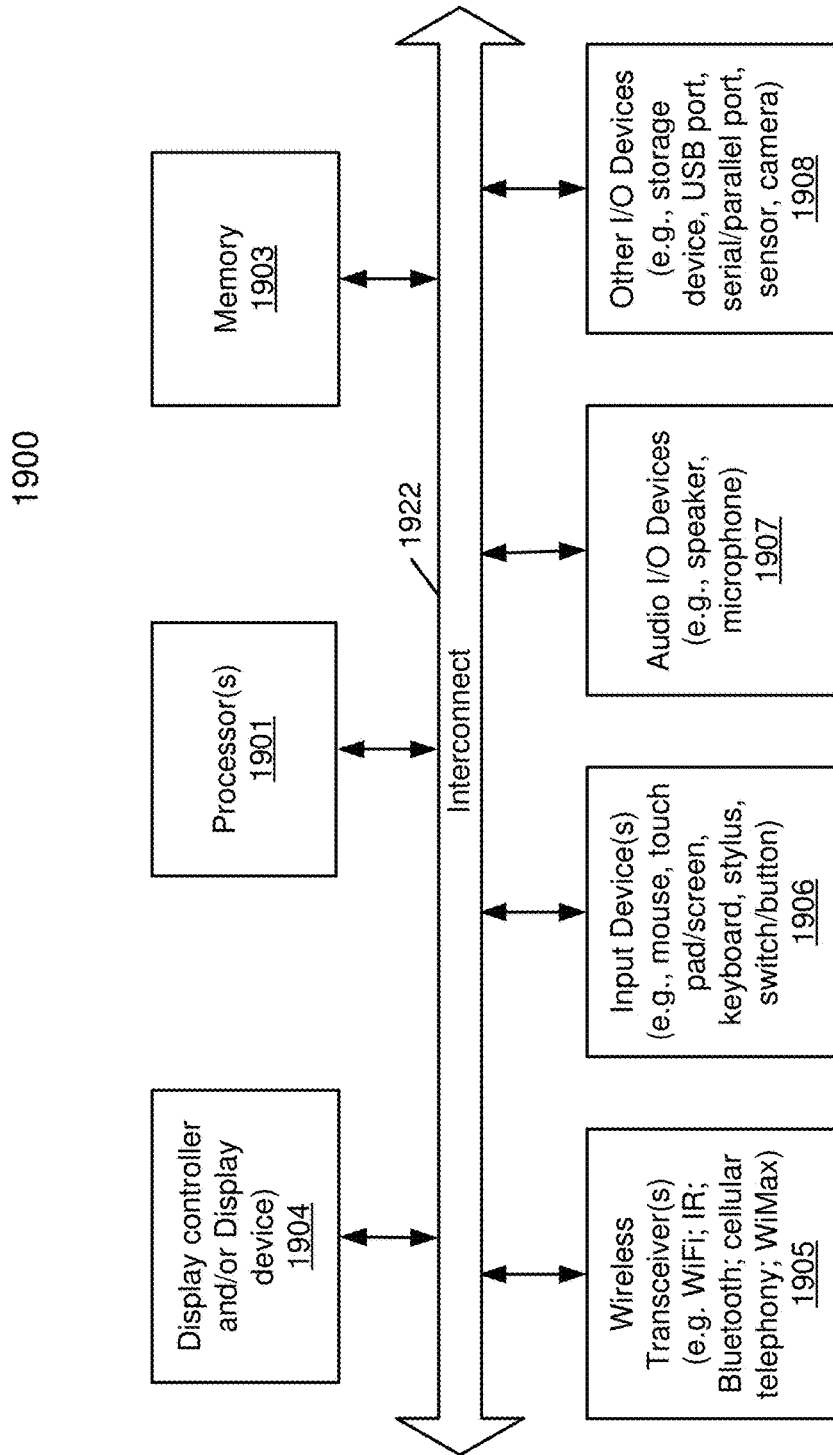 1900
Display controller
and/or Display
device)
1904
Processor(s)
1901
Memory
1903
1922
Interconnect
Wireless
Transceiver(s)
(e.g. WiFi; IR;
Bluetooth; cellular
telephony; WiMax)
1905
Input Device(s)
(e.g., mouse, touch
pad/screen,
keyboard, stylus,
switch/button)
1906
Audio I/O Devices
(e.g., speaker,
microphone)
1907
Other I/O Devices
(e.g., storage
device, USB port,
serial/parallel port,
sensor, camera)
1908